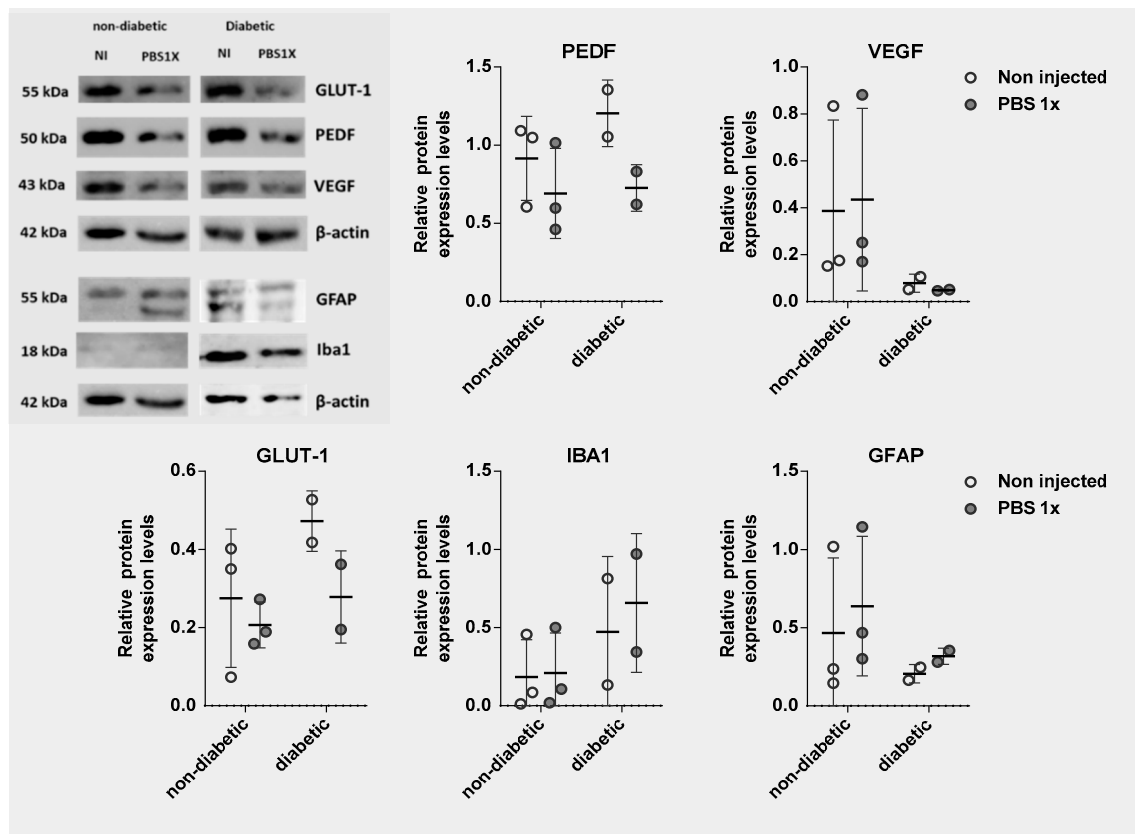 non-diabetic Diabetic
NI PBS1X NI PBS1X
55 kDa GLUT-1
50 kDa PEDF
43 kDa VEGF
42 kDa β-actin
55 kDa GFAP
18 kDa Iba1
42 kDa β-actin
PEDF
Relative protein
expression levels
1.5
1.0
0.5
0.0
non-diabetic
diabetic
VEGF
Relative protein
expression levels
1.0
0.8
0.6
0.4
0.2
0.0
non-diabetic
diabetic
Non injected
PBS 1x
GLUT-1
Relative protein
expression levels
0.6
0.4
0.2
0.0
non-diabetic
diabetic
IBA1
Relative protein
expression levels
1.5
1.0
0.5
0.0
non-diabetic
diabetic
GFAP
Relative protein
expression levels
1.5
1.0
0.5
0.0
non-diabetic
diabetic
Non injected
PBS 1x